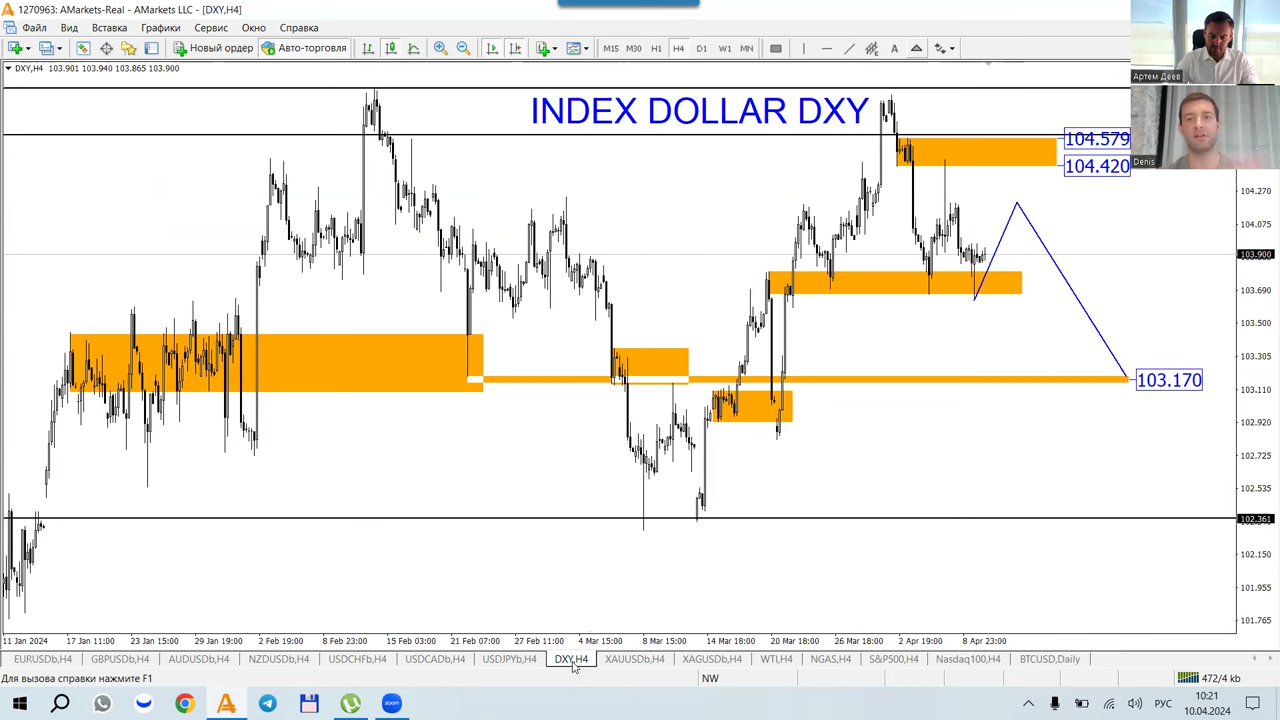 1270963: AMarkets-Real - AMarkets LLC - [DXY,H4]
Файл Вид Вставка Графики Сервис Окно Справка
Новый ордер Авто-торговля M15 M30 H1 H4 D1 W1 MN A
DXY,H4 103.901 103.940 103.865 103.900
INDEX DOLLAR DXY
Артем Деев
Denis
104.579
104.420
104.270
104.075
103.900
103.690
103.500
103.305
103.170
103.110
102.920
102.725
102.535
102.361
102.150
101.955
101.765
11 Jan 2024 17 Jan 11:00 23 Jan 15:00 29 Jan 19:00 2 Feb 19:00 8 Feb 23:00 15 Feb 03:00 21 Feb 07:00 27 Feb 11:00 4 Mar 15:00 8 Mar 15:00 14 Mar 18:00 20 Mar 18:00 26 Mar 18:00 2 Apr 19:00 8 Apr 23:00
EURUSDb,H4 GBPUSDb,H4 AUDUSDb,H4 NZDUSDb,H4 USDCHFb,H4 USDCADb,H4 USDJPYb,H4 DXY,H4 XAUUSDb,H4 XAGUSDb,H4 WTI,H4 NGAS,H4 S&P500,H4 Nasdaq100,H4 BTCUSD,Daily
Для вызова справки нажмите F1 NW 472/4 kb
zoom РУС 10:21
10.04.2024